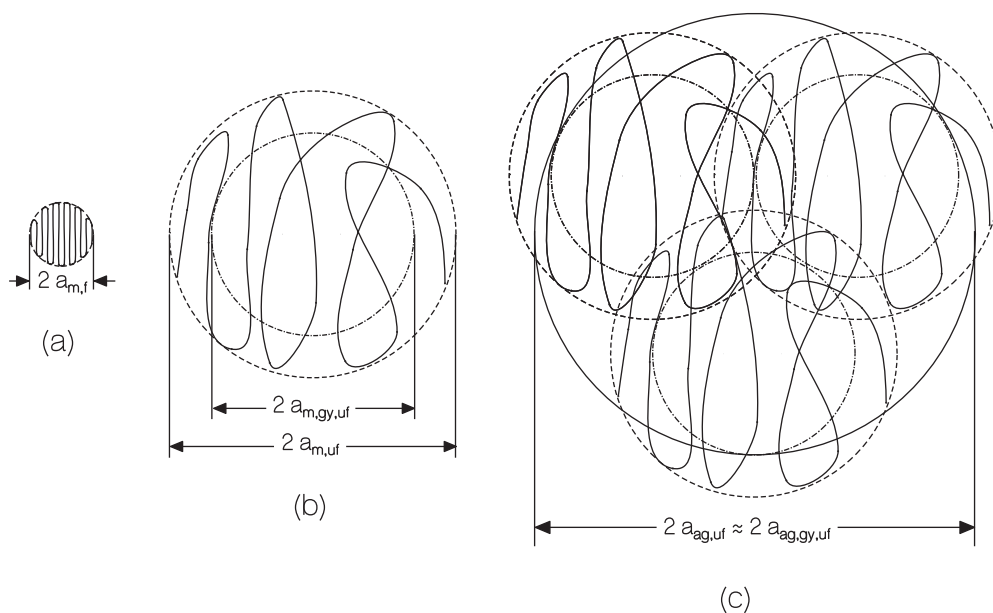 2 a_m,f
(a)
2 a_m,gy,uf
2 a_m,uf
(b)
2 a_ag,uf ≈ 2 a_ag,gy,uf
(c)